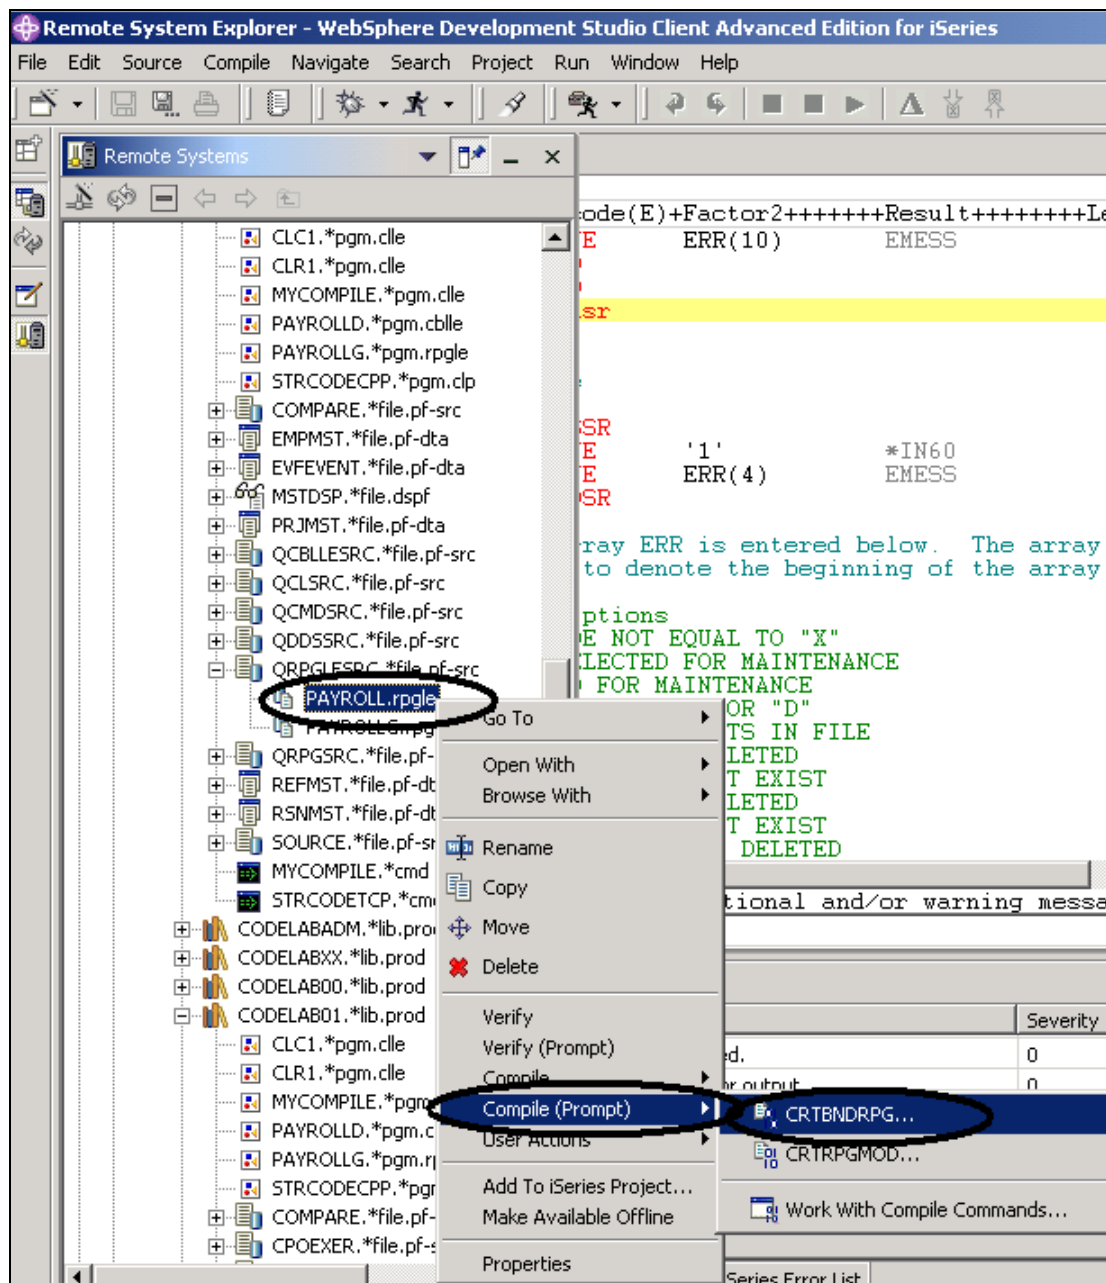 Remote System Explorer - WebSphere Development Studio Client Advanced Edition for iSeries
File Edit Source Compile Navigate Search Project Run Window Help
Remote Systems
code(E)+Factor2+++++++Result++++++++Le
CLC1.*pgm.clle
E ERR(10) EMESS
CLR1.*pgm.clle
MYCOMPILE.*pgm.clle
sr
PAYROLLD.*pgm.cblle
PAYROLLG.*pgm.rpgle
STRCODECPP.*pgm.clp
COMPARE.*file.pf-src
SR
EMPMST.*file.pf-dta
E '1' *IN60
EVFEVENT.*file.pf-dta
E ERR(4) EMESS
MSTDSP.*file.dspf
SR
PRJMST.*file.pf-dta
ray ERR is entered below. The array
QCBLLESRC.*file.pf-src
to denote the beginning of the array
QCLSRC.*file.pf-src
QCMDSRC.*file.pf-src
ptions
QDDSSRC.*file.pf-src
E NOT EQUAL TO "X"
QRPGLESRC.*file.pf-src
LECTED FOR MAINTENANCE
FOR MAINTENANCE
PAYROLL.rpgle
OR "D"
PAYROLLG.rpg
TS IN FILE
QRPGSRC.*file.pf-
LETED
REFMST.*file.pf-dt
T EXIST
RSNMST.*file.pf-dt
LETED
T EXIST
SOURCE.*file.pf-sr
DELETED
MYCOMPILE.*cmd
STRCODETCP.*cm
tional and/or warning messa
CODELABADM.*lib.pro
CODELABXX.*lib.prod
CODELAB00.*lib.prod
CODELAB01.*lib.prod
CLC1.*pgm.clle
CLR1.*pgm.clle
MYCOMPILE.*pgm
PAYROLLD.*pgm.c
PAYROLLG.*pgm.r
STRCODECPP.*pgr
COMPARE.*file.pf-
CPOEXER.*file.pf-s
Go To
Open With
Browse With
Rename
Copy
Move
Delete
Verify
Verify (Prompt)
Compile
Compile (Prompt)
User Actions
Add To iSeries Project...
Make Available Offline
Properties
Severity
ed. 0
or output 0
CRTBNDRPG...
CRTRPGMOD...
Work With Compile Commands...
Series Error List